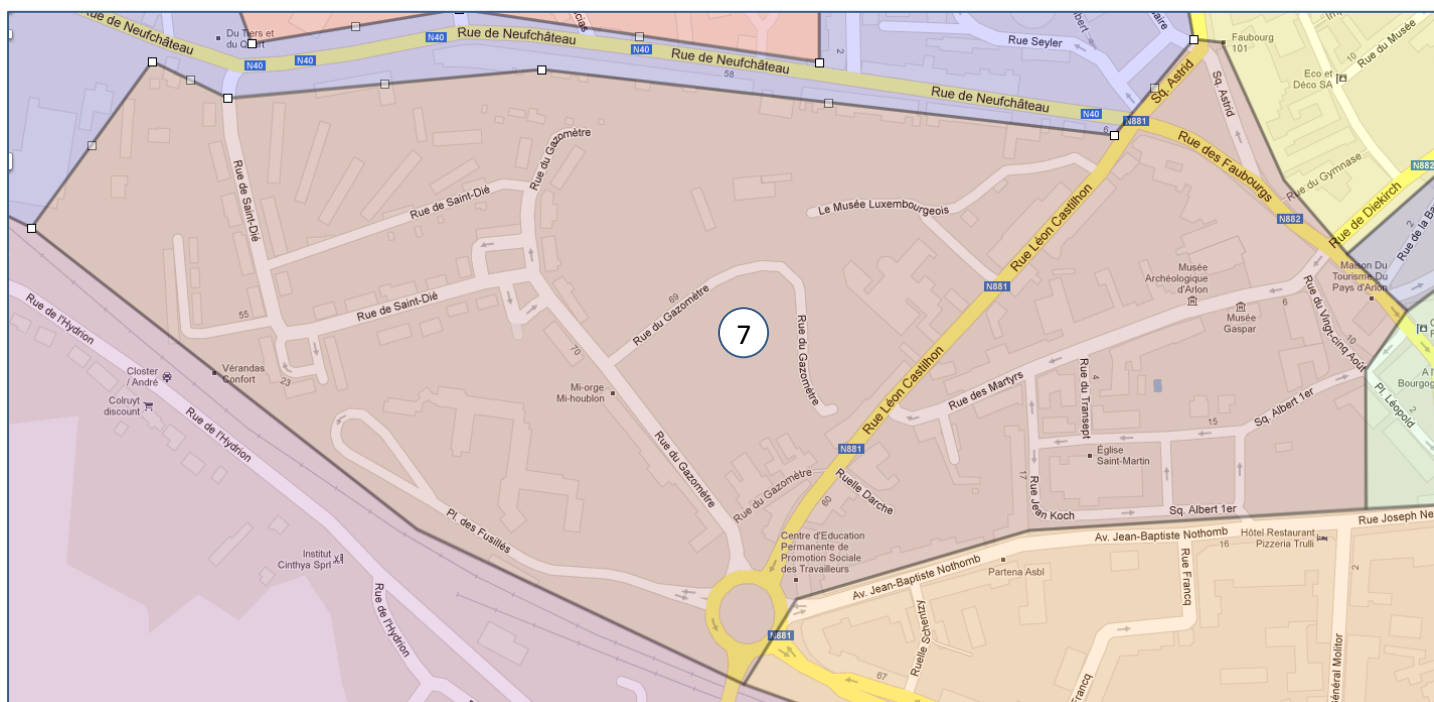 Rue de Neufchâteau
Du Tiers et
N40
N40
N40
Rue de Neufchâteau
Rue de Neufchâteau
58
Rue de Neufchâteau
N40
2
Rue Seyler
Sq. Astrid
N881
Faubourg
101
Sq. Astrid
Eco et
Déco SA
10
Rue du Musée
N882
Rue du Gymnase
Rue de Diekirch
2
Rue des Faubourgs
N882
Maison Du
Tourisme Du
Pays d'Arlon
Rue du Gazomètre
Rue de Saint-Dié
Rue de Saint-Dié
Le Musée Luxembourgeois
Rue Léon Castilhon
N881
Musée
Archéologique
d'Arlon
Musée
Gaspar
6
Rue du Vingt-cinq Août
10
Rue de l'Hydrion
55
Rue de Saint-Dié
23
69
Rue du Gazomètre
7
Rue du Gazomètre
70
Rue Léon Castilhon
Rue des Martyrs
Rue du Transept
4
Pl. Léopold
2
Closter
/ André
Colruyt
discount
Vérandas
Confort
Mi-orge
Mi-houblon
Rue de l'Hydrion
Rue du Gazomètre
N881
Rue du Gazomètre
60
Ruelle Darche
15
Sq. Albert 1er
Église
Saint-Martin
17
Rue Jean Koch
Sq. Albert 1er
Pl. des Fusillés
Institut
Cinthya Sprl
Rue de l'Hydrion
Centre d'Education
Permanente de
Promotion Sociale
des Travailleurs
Av. Jean-Baptiste Nothomb
Av. Jean-Baptiste Nothomb
Partena Asbl
16
Hôtel Restaurant
Pizzeria Trulli
Rue Joseph Ne
2
Rue Francq
N881
Ruelle Schentzy
67
Francq
Général Molitor